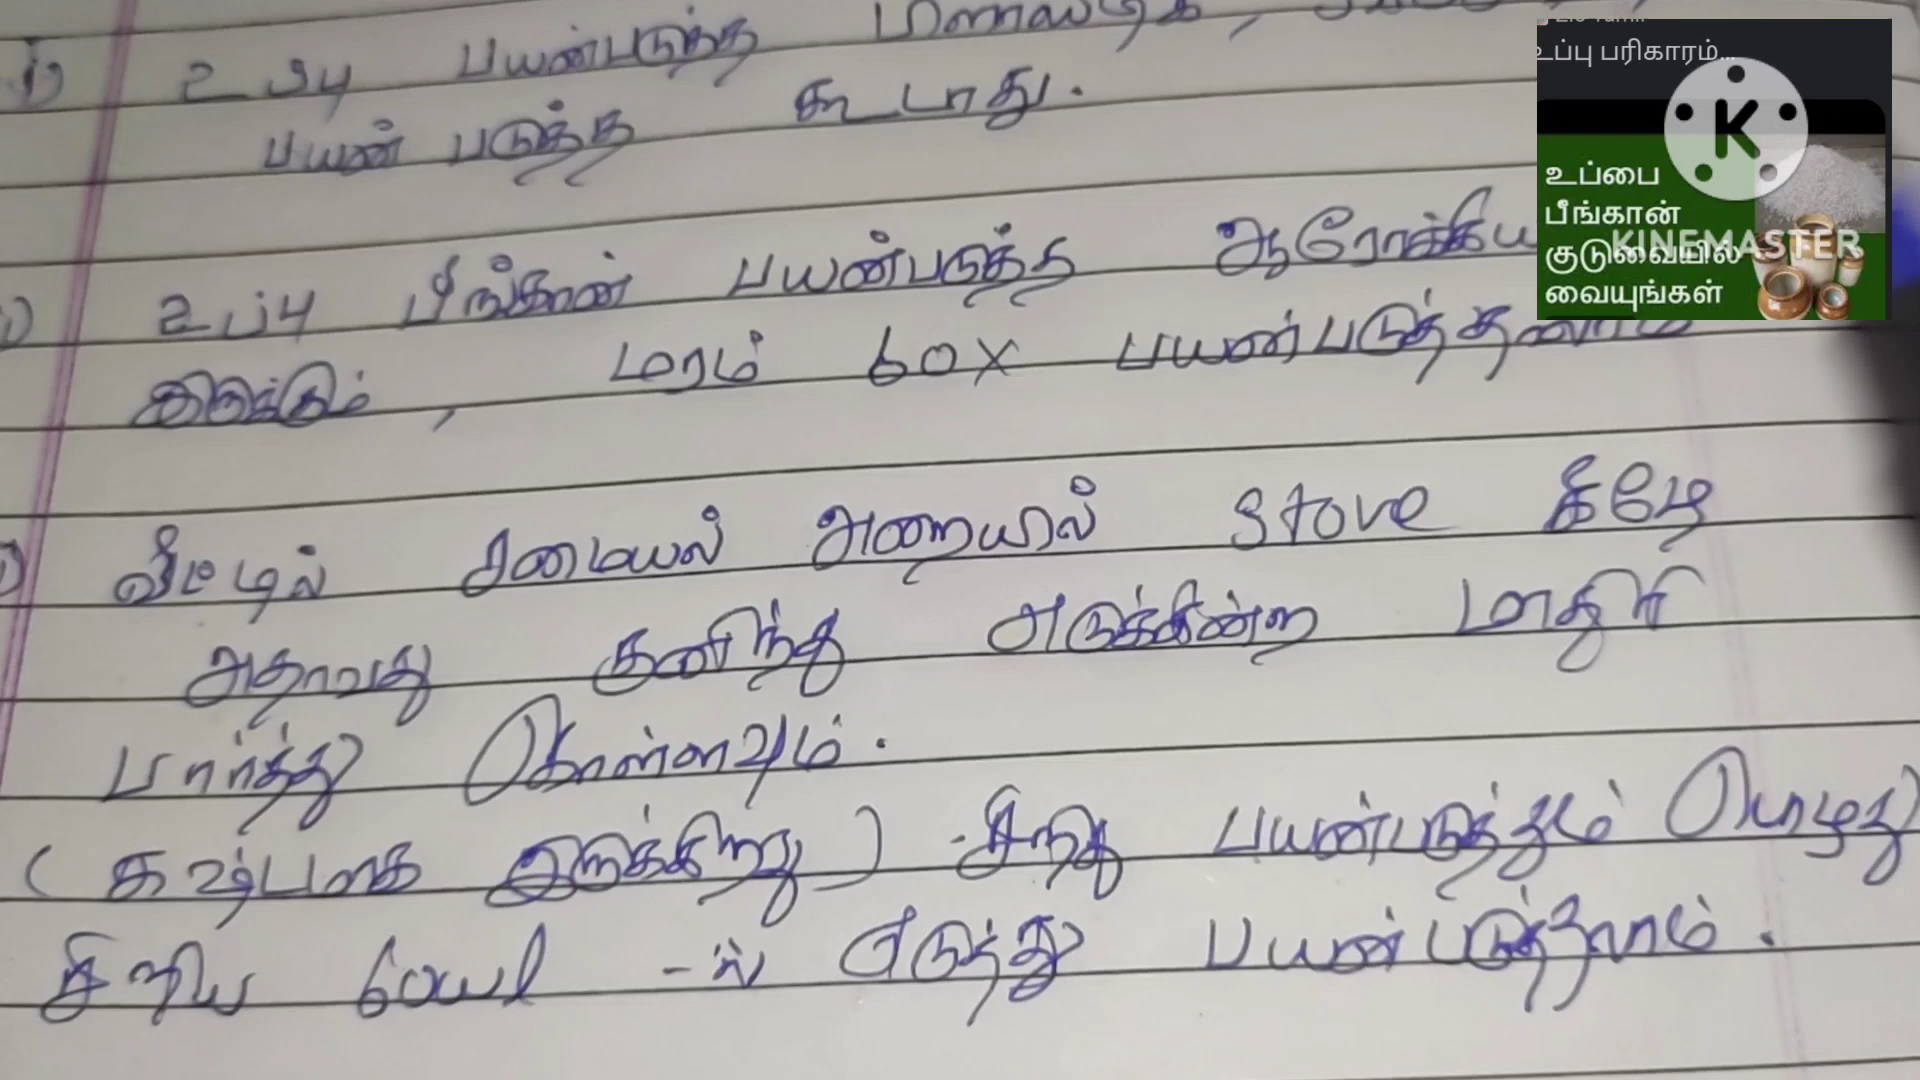 உப்பு பயன்படுத்த
பயன் படுத்த கூடாது.
உப்பு பீங்கான் பயன்படுத்த ஆரோக்கிய
இருக்கும், மரம் box பயன்படுத்தலாம்
வீட்டில் சமையல் அறையில் Stove கீழே
அதாவது குனிந்து அடுக்கின்ற மாதிரி
பார்த்து கொள்ளவும்.
(கஷ்டமாக இருக்கிறது) சிறிது பயன்படுத்தும் பொழுது
சிறிய bowl -ல் எடுத்து பயன்படுத்தலாம்.
உப்பு பரிகாரம்...
உப்பை
பீங்கான்
குடுவையில்
வையுங்கள்
K
KINEMASTER